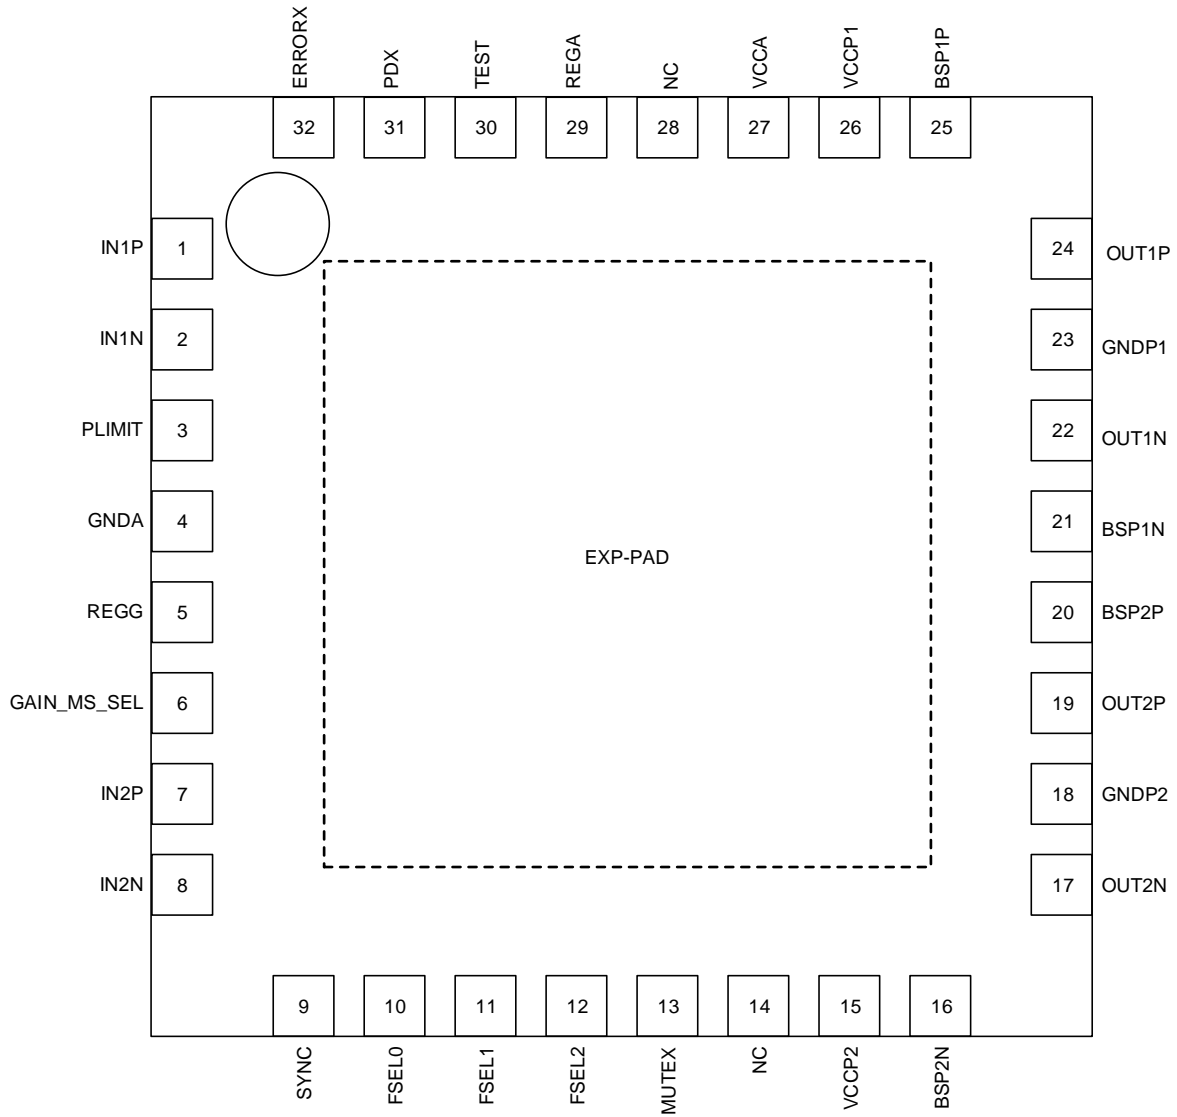 ERRORX
PDX
TEST
REGA
NC
VCCA
VCCP1
BSP1P
32
31
30
29
28
27
26
25
IN1P
1
24
OUT1P
IN1N
2
23
GNDP1
PLIMIT
3
22
OUT1N
GNDA
4
21
BSP1N
EXP-PAD
REGG
5
20
BSP2P
GAIN_MS_SEL
6
19
OUT2P
IN2P
7
18
GNDP2
IN2N
8
17
OUT2N
9
10
11
12
13
14
15
16
SYNC
FSEL0
FSEL1
FSEL2
MUTEX
NC
VCCP2
BSP2N